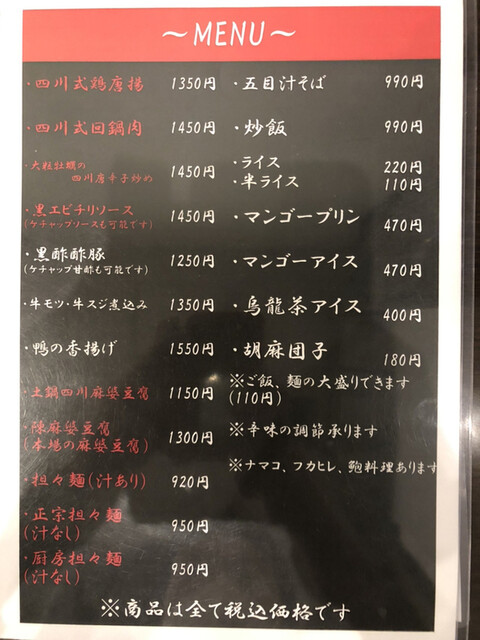 ～MENU～
・四川式鶏唐揚 1350円
・四川式回鍋肉 1450円
・大粒牡蠣の
四川唐辛子炒め 1450円
・黒エビチリソース 1450円
(ケチャップソースも可能です)
・黒酢酢豚 1250円
(ケチャップ甘酢も可能です)
・牛モツ・牛スジ煮込み 1350円
・鴨の香揚げ 1550円
・土鍋四川麻婆豆腐 1150円
・陳麻婆豆腐
(本場の麻婆豆腐) 1300円
・担々麺(汁あり) 920円
・正宗担々麺
(汁なし) 950円
・厨房担々麺
(汁なし) 950円
・五目汁そば 990円
・炒飯 990円
・ライス 220円
・半ライス 110円
・マンゴープリン 470円
・マンゴーアイス 470円
・烏龍茶アイス 400円
・胡麻団子 180円
※ご飯、麺の大盛りできます
(110円)
※辛味の調節承ります
※ナマコ、フカヒレ、鮑料理あります
※商品は全て税込価格です